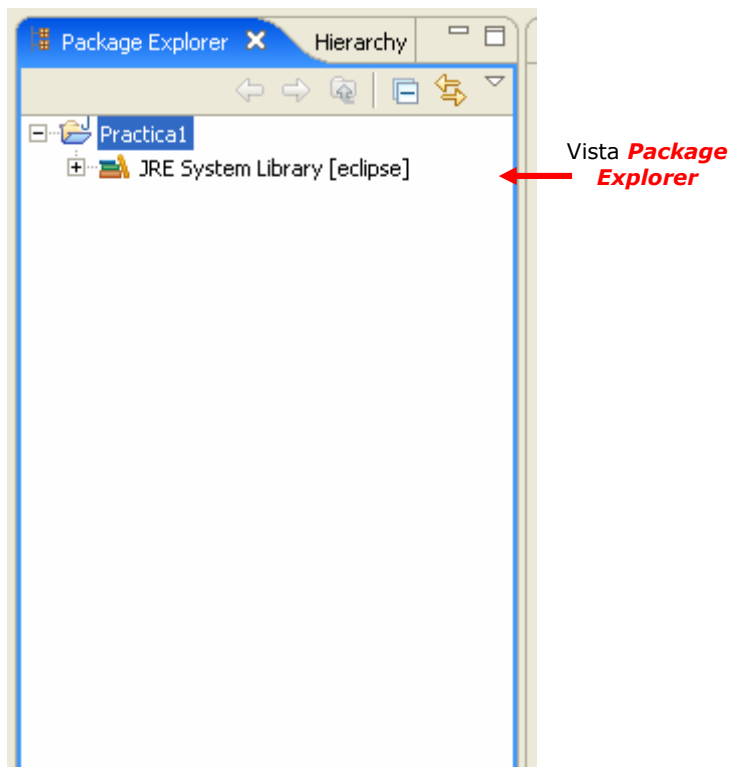 Package Explorer Hierarchy
Practica1
JRE System Library [eclipse]
Vista Package
Explorer